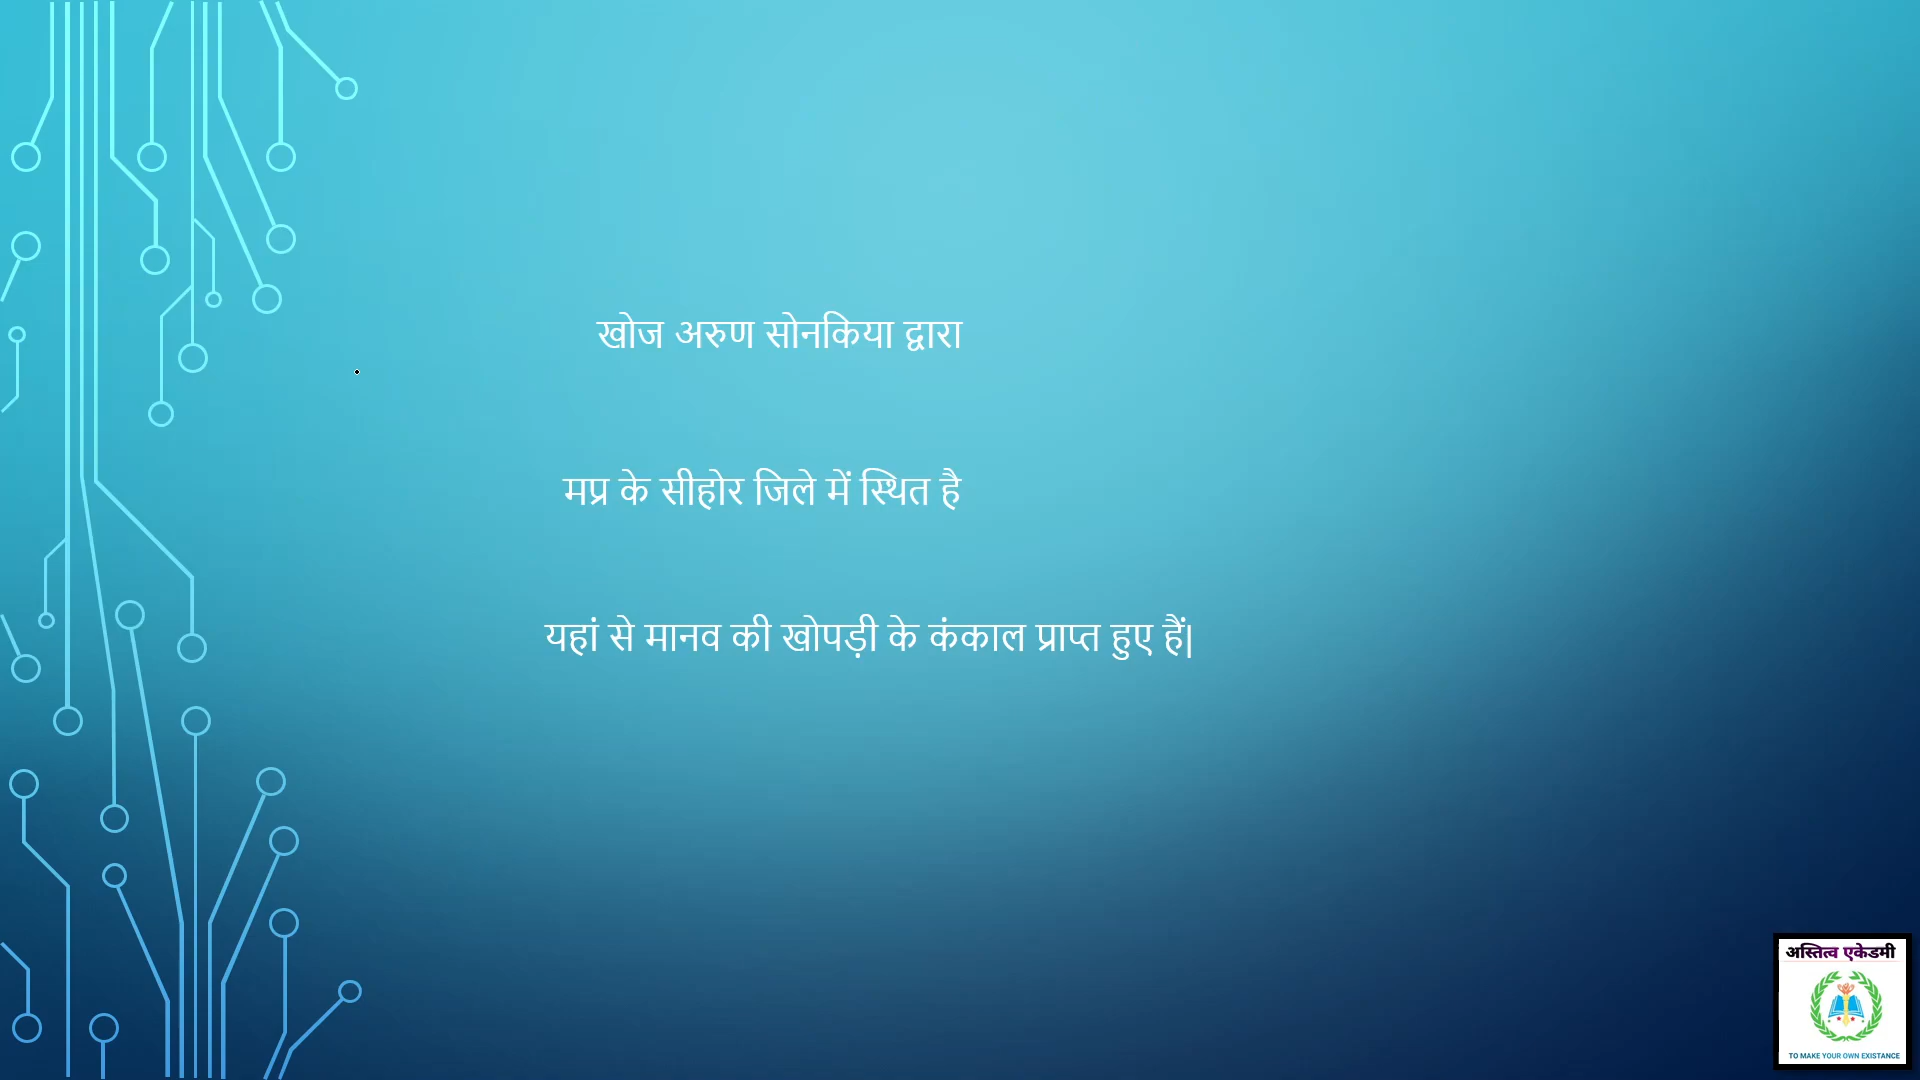 खोज अरुण सोनकिया द्वारा
मप्र के सीहोर जिले में स्थित है
यहां से मानव की खोपड़ी के कंकाल प्राप्त हुए हैं|
अस्तित्व एकेडमी
TO MAKE YOUR OWN EXISTANCE